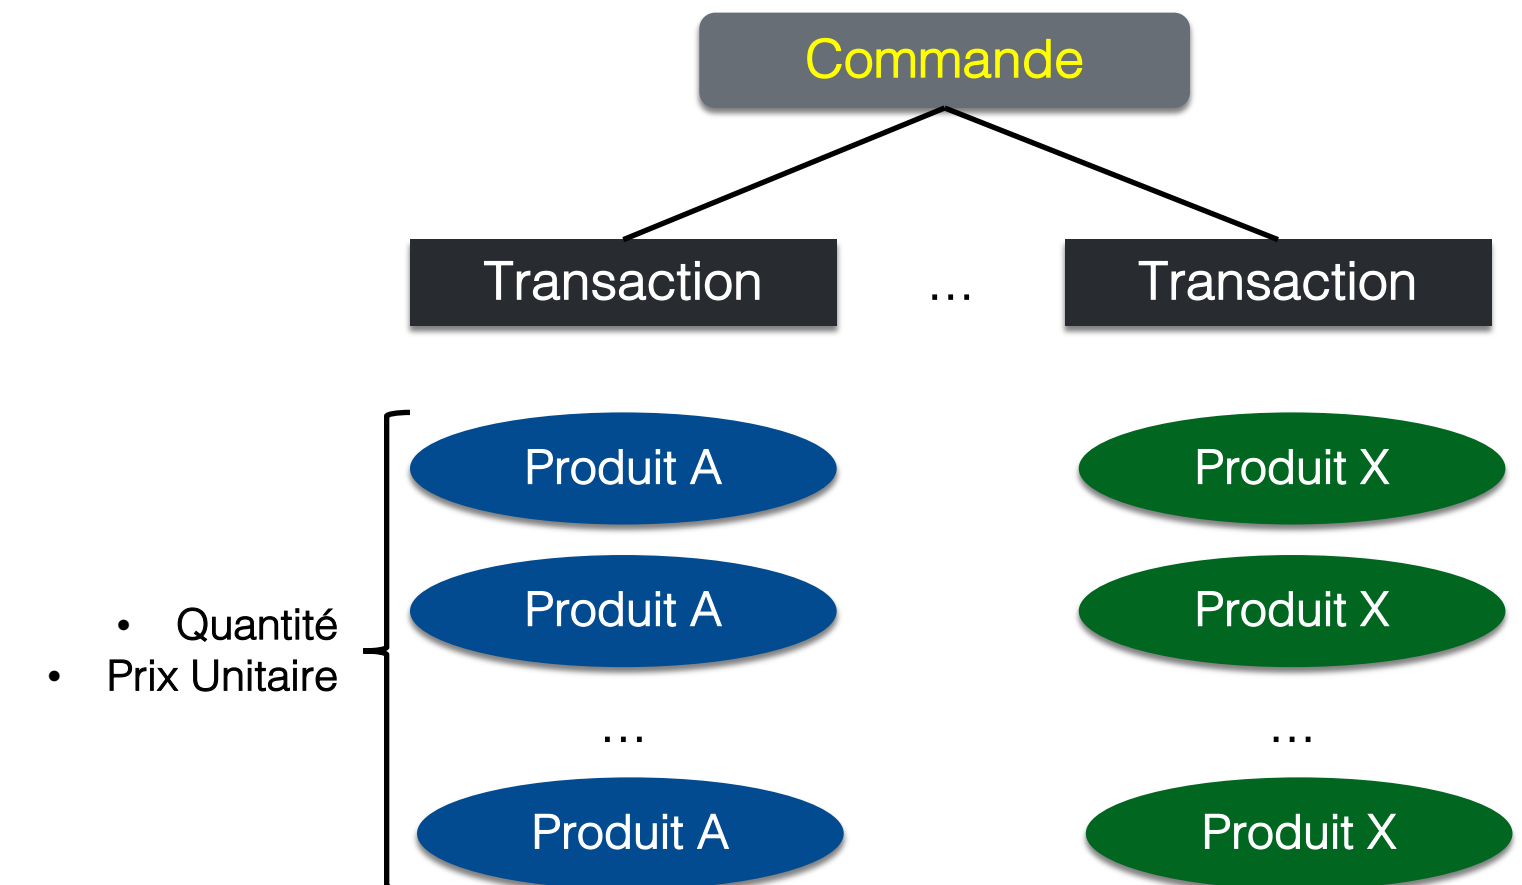 Commande
Transaction
...
Transaction
Produit A
Produit X
Produit A
Produit X
• Quantité
• Prix Unitaire
...
...
Produit A
Produit X